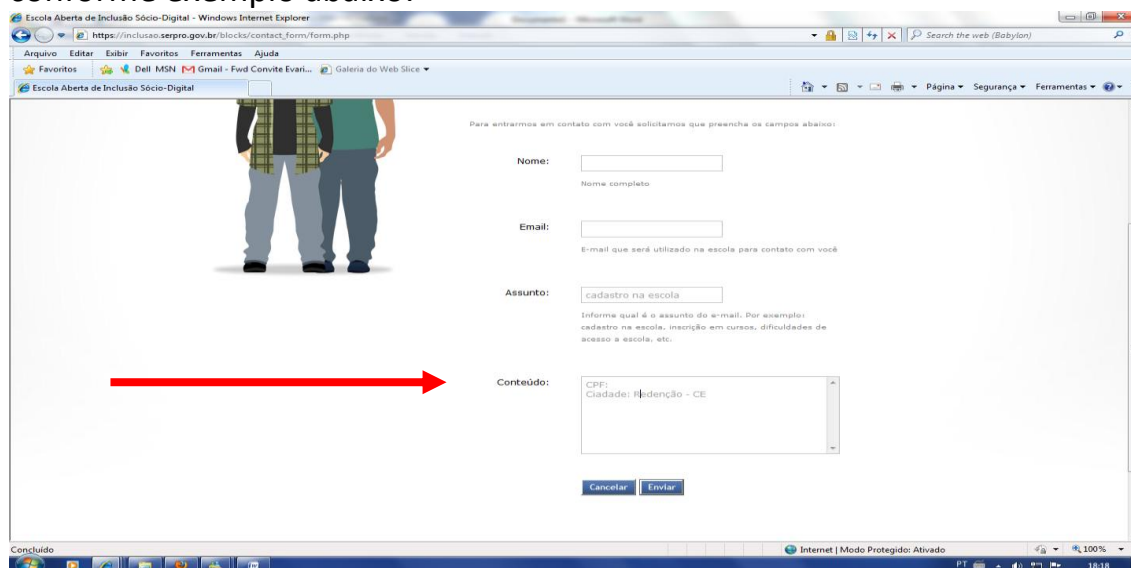 conforme exemplo abaixo:
Escola Aberta de Inclusão Sócio-Digital - Windows Internet Explorer
https://inclusao.serpro.gov.br/blocks/contact_form/form.php
Search the web (Babylon)
Arquivo Editar Exibir Favoritos Ferramentas Ajuda
Favoritos Dell MSN Gmail - Fwd Convite Evari... Galeria do Web Slice
Escola Aberta de Inclusão Sócio-Digital
Página Segurança Ferramentas
Para entrarmos em contato com você solicitamos que preencha os campos abaixo:
Nome:
Nome completo
Email:
E-mail que será utilizado na escola para contato com você
Assunto:
cadastro na escola
Informe qual é o assunto do e-mail. Por exemplo:
cadastro na escola, inscrição em cursos, dificuldades de
acesso a escola, etc.
Conteúdo:
CPF:
Ciadade: Redenção - CE
Cancelar Enviar
Concluído
Internet | Modo Protegido: Ativado
100%
PT
18:18